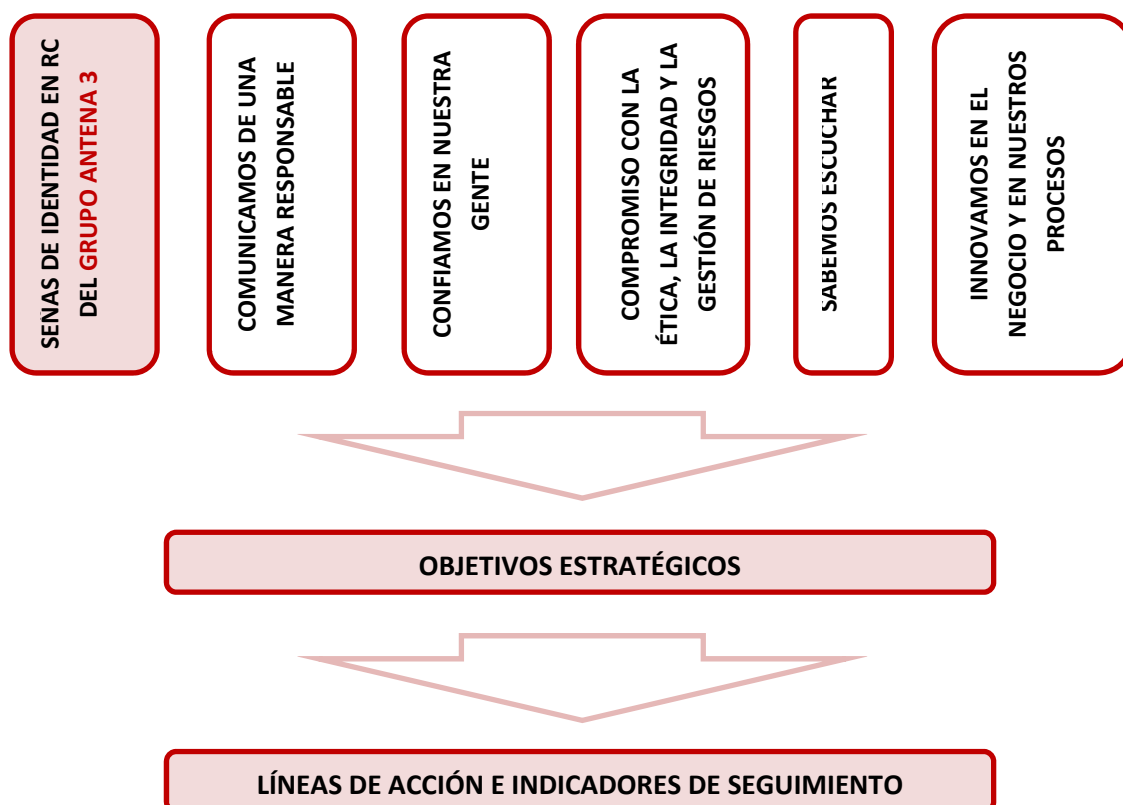 SEÑAS DE IDENTIDAD EN RC
DEL GRUPO ANTENA 3
COMUNICAMOS DE UNA
MANERA RESPONSABLE
CONFIAMOS EN NUESTRA
GENTE
COMPROMISO CON LA
ÉTICA, LA INTEGRIDAD Y LA
GESTIÓN DE RIESGOS
SABEMOS ESCUCHAR
INNOVAMOS EN EL
NEGOCIO Y EN NUESTROS
PROCESOS
OBJETIVOS ESTRATÉGICOS
LÍNEAS DE ACCIÓN E INDICADORES DE SEGUIMIENTO